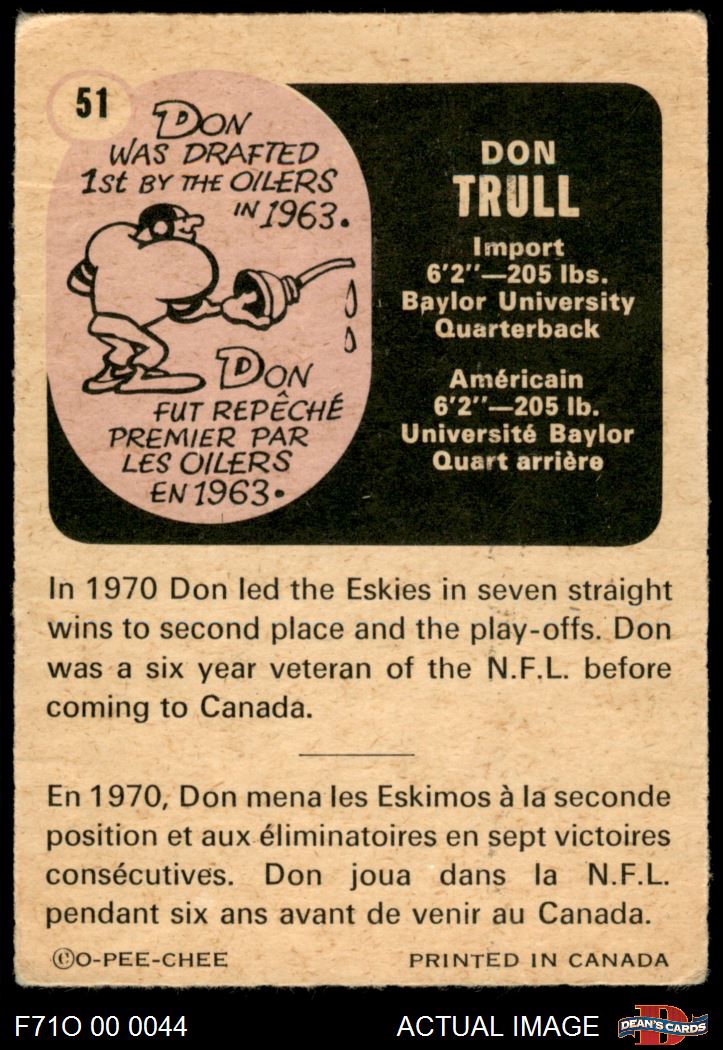 51
DON
WAS DRAFTED
1st BY THE OILERS
IN 1963.
DON
FUT REPÊCHÉ
PREMIER PAR
LES OILERS
EN 1963.
DON
TRULL
Import
6'2"—205 lbs.
Baylor University
Quarterback
Américain
6'2"—205 lb.
Université Baylor
Quart arrière
In 1970 Don led the Eskies in seven straight
wins to second place and the play-offs. Don
was a six year veteran of the N.F.L. before
coming to Canada.
En 1970, Don mena les Eskimos à la seconde
position et aux éliminatoires en sept victoires
consécutives. Don joua dans la N.F.L.
pendant six ans avant de venir au Canada.
©O-PEE-CHEE PRINTED IN CANADA
F71O 00 0044 ACTUAL IMAGE D DEAN'S CARDS